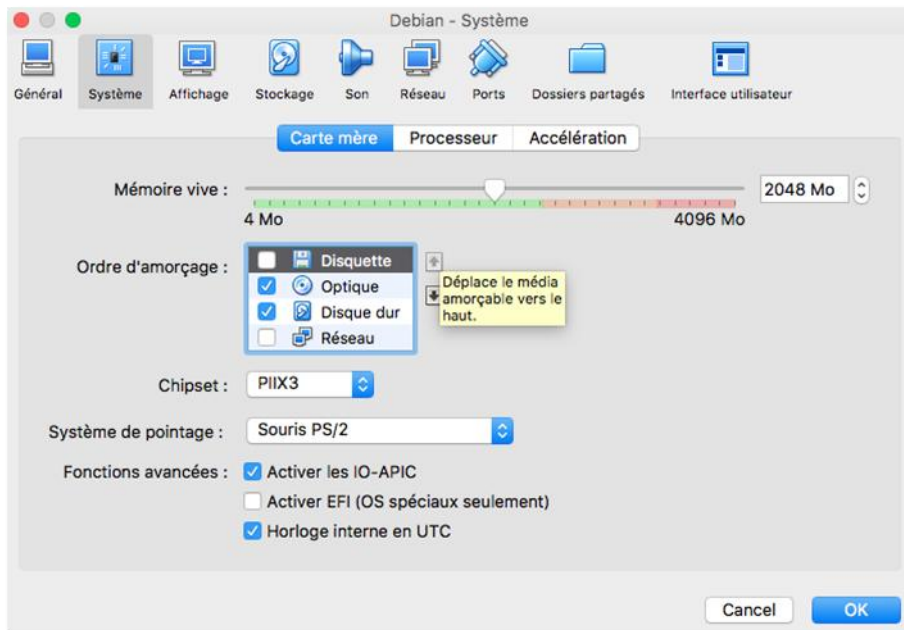 Debian - Système
Général Système Affichage Stockage Son Réseau Ports Dossiers partagés Interface utilisateur
Carte mère Processeur Accélération
Mémoire vive : 2048 Mo
4 Mo 4096 Mo
Ordre d'amorçage : Disquette
Optique
Disque dur
Réseau
Déplace le média
amorçable vers le
haut.
Chipset : PIIX3
Système de pointage : Souris PS/2
Fonctions avancées : Activer les IO-APIC
Activer EFI (OS spéciaux seulement)
Horloge interne en UTC
Cancel OK